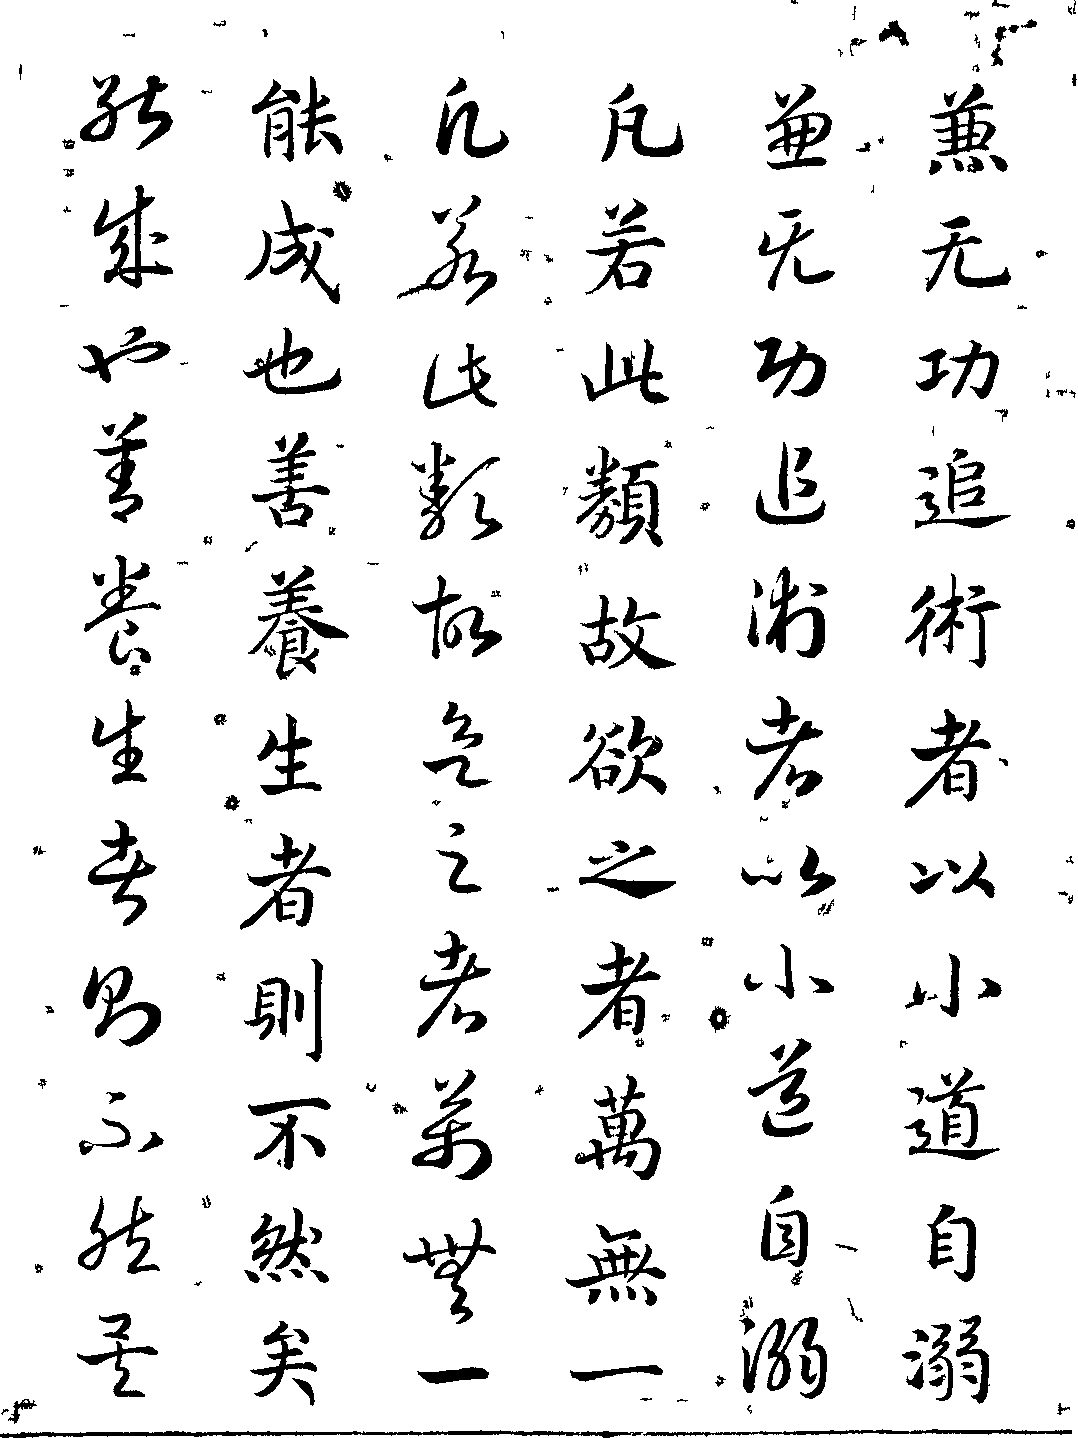 兼无功追術者以小道自溺
兼无功追術者以小道自溺
凡若此類故欲之者萬無一
凡若此類故欲之者萬無一
能成也善養生者則不然矣
能成也善養生者則不然矣